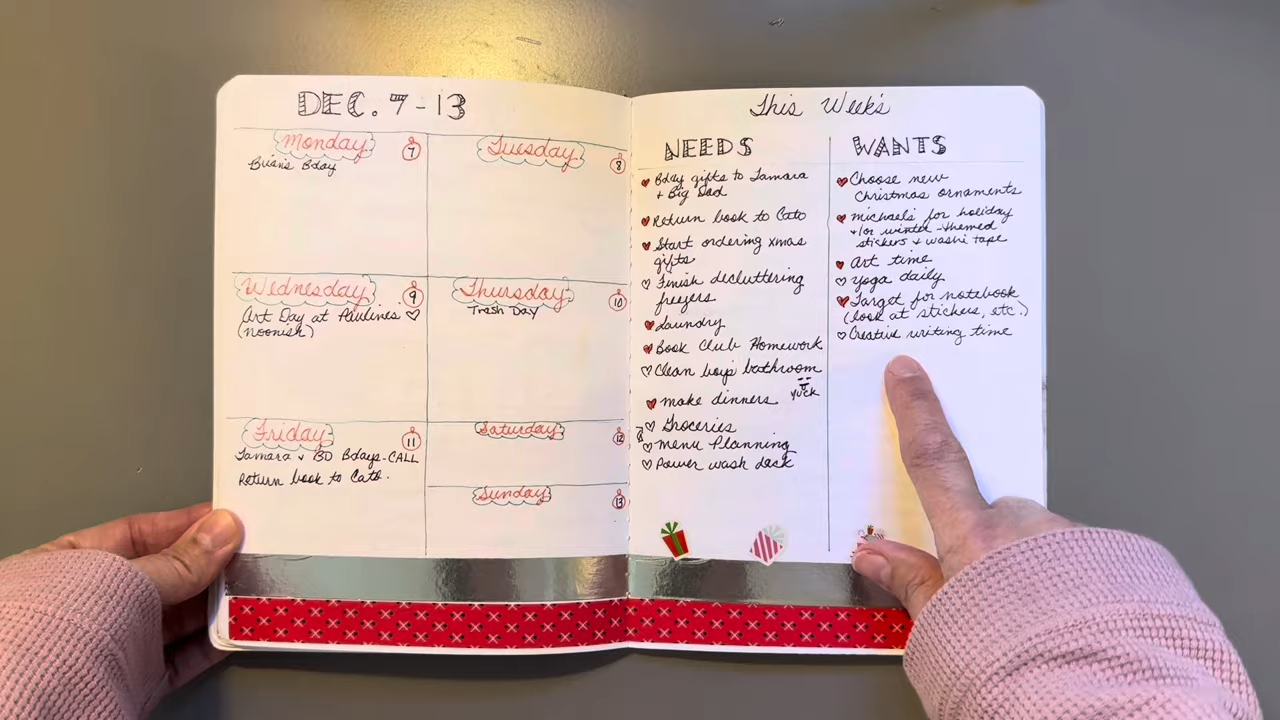 DEC. 7-13
Monday
7
Brian's Bday
Tuesday
8
Wednesday
9
Art Day at Paulines ♡
(noonish)
Thursday
10
Trash Day
Friday
11
Tamara + BD Bdays-CALL
Return book to Cato.
Saturday
12
Sunday
13
This Week's
NEEDS
Bday gifts to Tamara
+ Big Dad
Return book to Cato
Start ordering xmas
gifts
Finish decluttering
freezers
Laundry
Book Club Homework
Clean boys' bathroom
YUCK
make dinners
Groceries
menu Planning
Power wash deck
WANTS
Choose new
Christmas ornaments
michaels for holiday
+/or winter-themed
stickers + washi tape
Art time
yoga daily
Target for notebook
(look at stickers, etc.)
Creative writing time